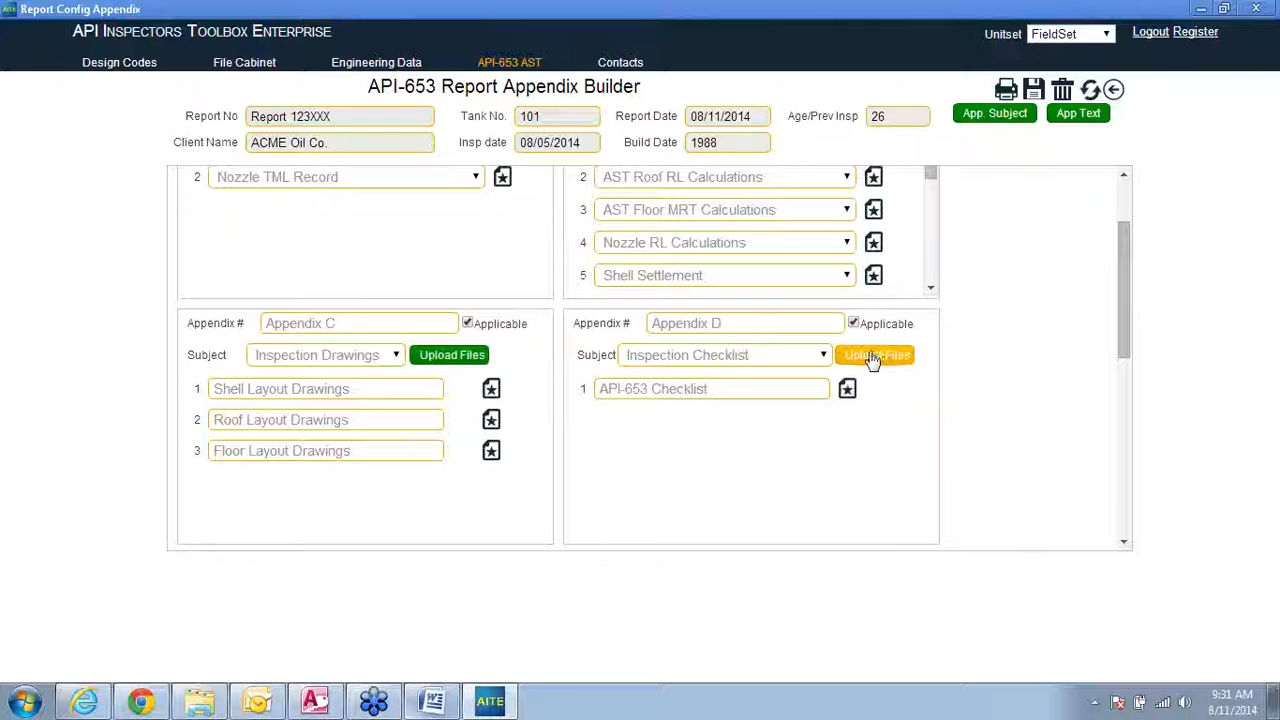 Report Config Appendix
API INSPECTORS TOOLBOX ENTERPRISE
Unitset FieldSet Logout Register
Design Codes File Cabinet Engineering Data API-653 AST Contacts
API-653 Report Appendix Builder
Report No Report 123XXX Tank No. 101 Report Date 08/11/2014 Age/Prev Insp 26 App. Subject App Text
Client Name ACME Oil Co. Insp date 08/05/2014 Build Date 1988
2 Nozzle TML Record
2 AST Roof RL Calculations
3 AST Floor MRT Calculations
4 Nozzle RL Calculations
5 Shell Settlement
Appendix # Appendix C Applicable
Subject Inspection Drawings Upload Files
1 Shell Layout Drawings
2 Roof Layout Drawings
3 Floor Layout Drawings
Appendix # Appendix D Applicable
Subject Inspection Checklist Upload Files
1 API-653 Checklist
AITE
9:31 AM
8/11/2014